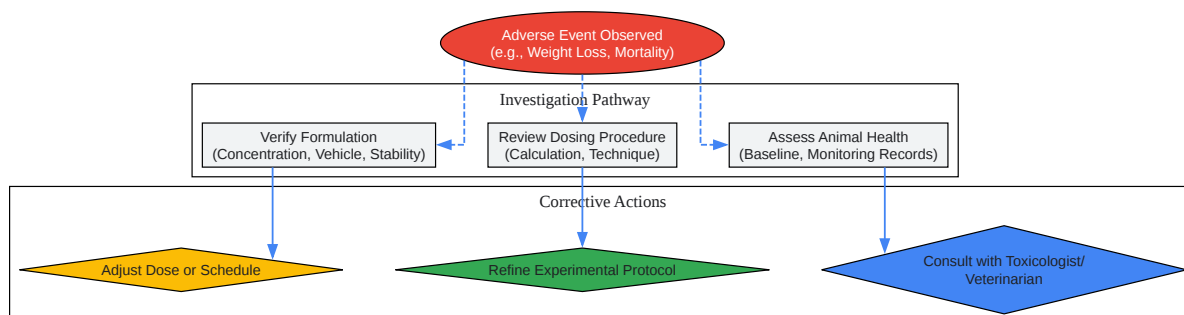 Adverse Event Observed
(e.g., Weight Loss, Mortality)
Investigation Pathway
Verify Formulation
(Concentration, Vehicle, Stability)
Review Dosing Procedure
(Calculation, Technique)
Assess Animal Health
(Baseline, Monitoring Records)
Corrective Actions
Adjust Dose or Schedule
Refine Experimental Protocol
Consult with Toxicologist/
Veterinarian